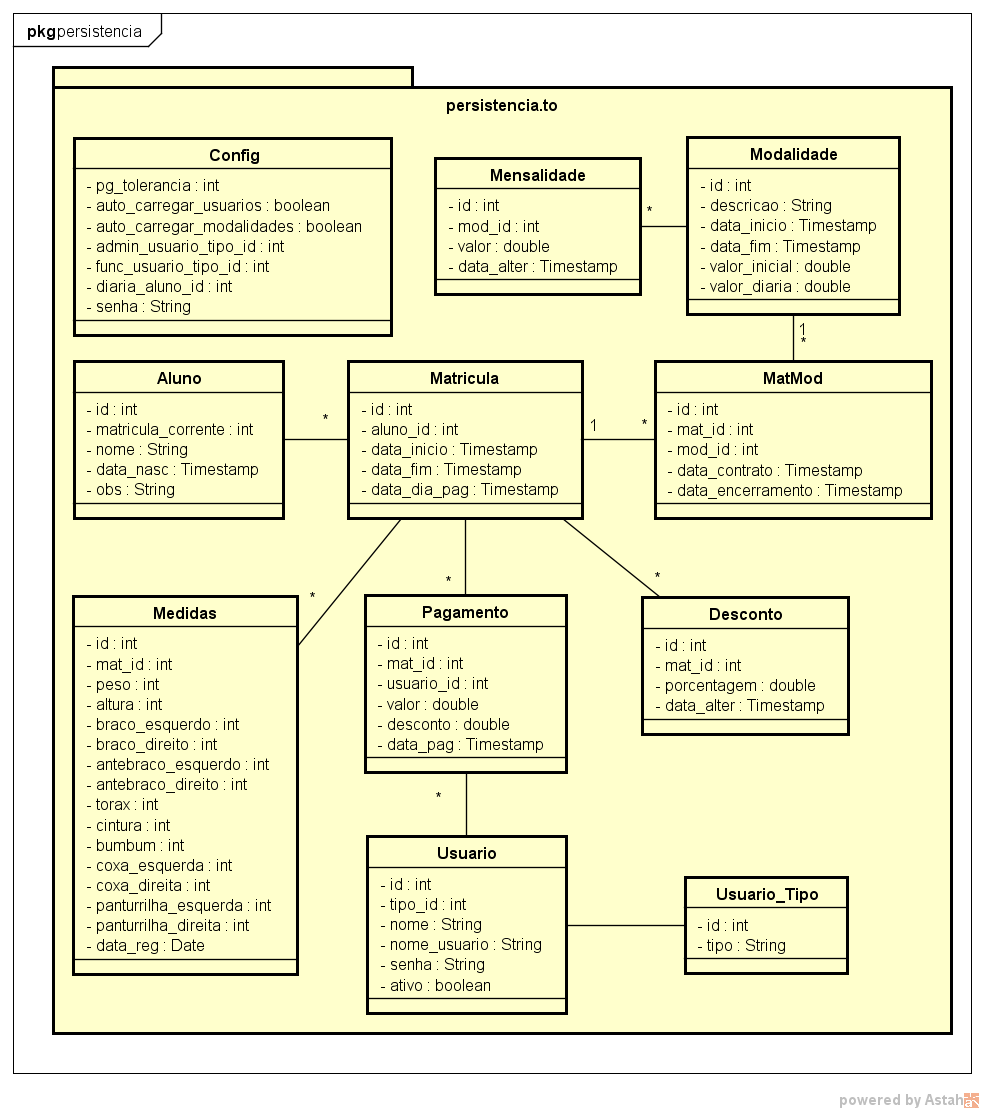 pkgpersistencia
persistencia.to
Config
- pg_tolerancia : int
- auto_carregar_usuarios : boolean
- auto_carregar_modalidades : boolean
- admin_usuario_tipo_id : int
- func_usuario_tipo_id : int
- diaria_aluno_id : int
- senha : String
Mensalidade
- id : int
- mod_id : int
- valor : double
- data_alter : Timestamp
*
Modalidade
- id : int
- descricao : String
- data_inicio : Timestamp
- data_fim : Timestamp
- valor_inicial : double
- valor_diaria : double
1
*
Aluno
- id : int
- matricula_corrente : int
- nome : String
- data_nasc : Timestamp
- obs : String
*
Matricula
- id : int
- aluno_id : int
- data_inicio : Timestamp
- data_fim : Timestamp
- data_dia_pag : Timestamp
1
*
MatMod
- id : int
- mat_id : int
- mod_id : int
- data_contrato : Timestamp
- data_encerramento : Timestamp
*
*
*
Medidas
- id : int
- mat_id : int
- peso : int
- altura : int
- braco_esquerdo : int
- braco_direito : int
- antebraco_esquerdo : int
- antebraco_direito : int
- torax : int
- cintura : int
- bumbum : int
- coxa_esquerda : int
- coxa_direita : int
- panturrilha_esquerda : int
- panturrilha_direita : int
- data_reg : Date
Pagamento
- id : int
- mat_id : int
- usuario_id : int
- valor : double
- desconto : double
- data_pag : Timestamp
*
Desconto
- id : int
- mat_id : int
- porcentagem : double
- data_alter : Timestamp
Usuario
- id : int
- tipo_id : int
- nome : String
- nome_usuario : String
- senha : String
- ativo : boolean
Usuario_Tipo
- id : int
- tipo : String
powered by Astah